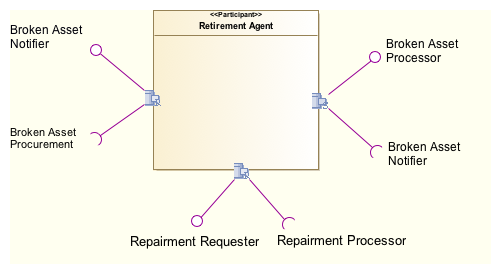 <<Participant>>
Retirement Agent
Broken Asset
Notifier
Broken Asset
Processor
Broken Asset
Procurement
Broken Asset
Notifier
Repairment Requester
Repairment Processor